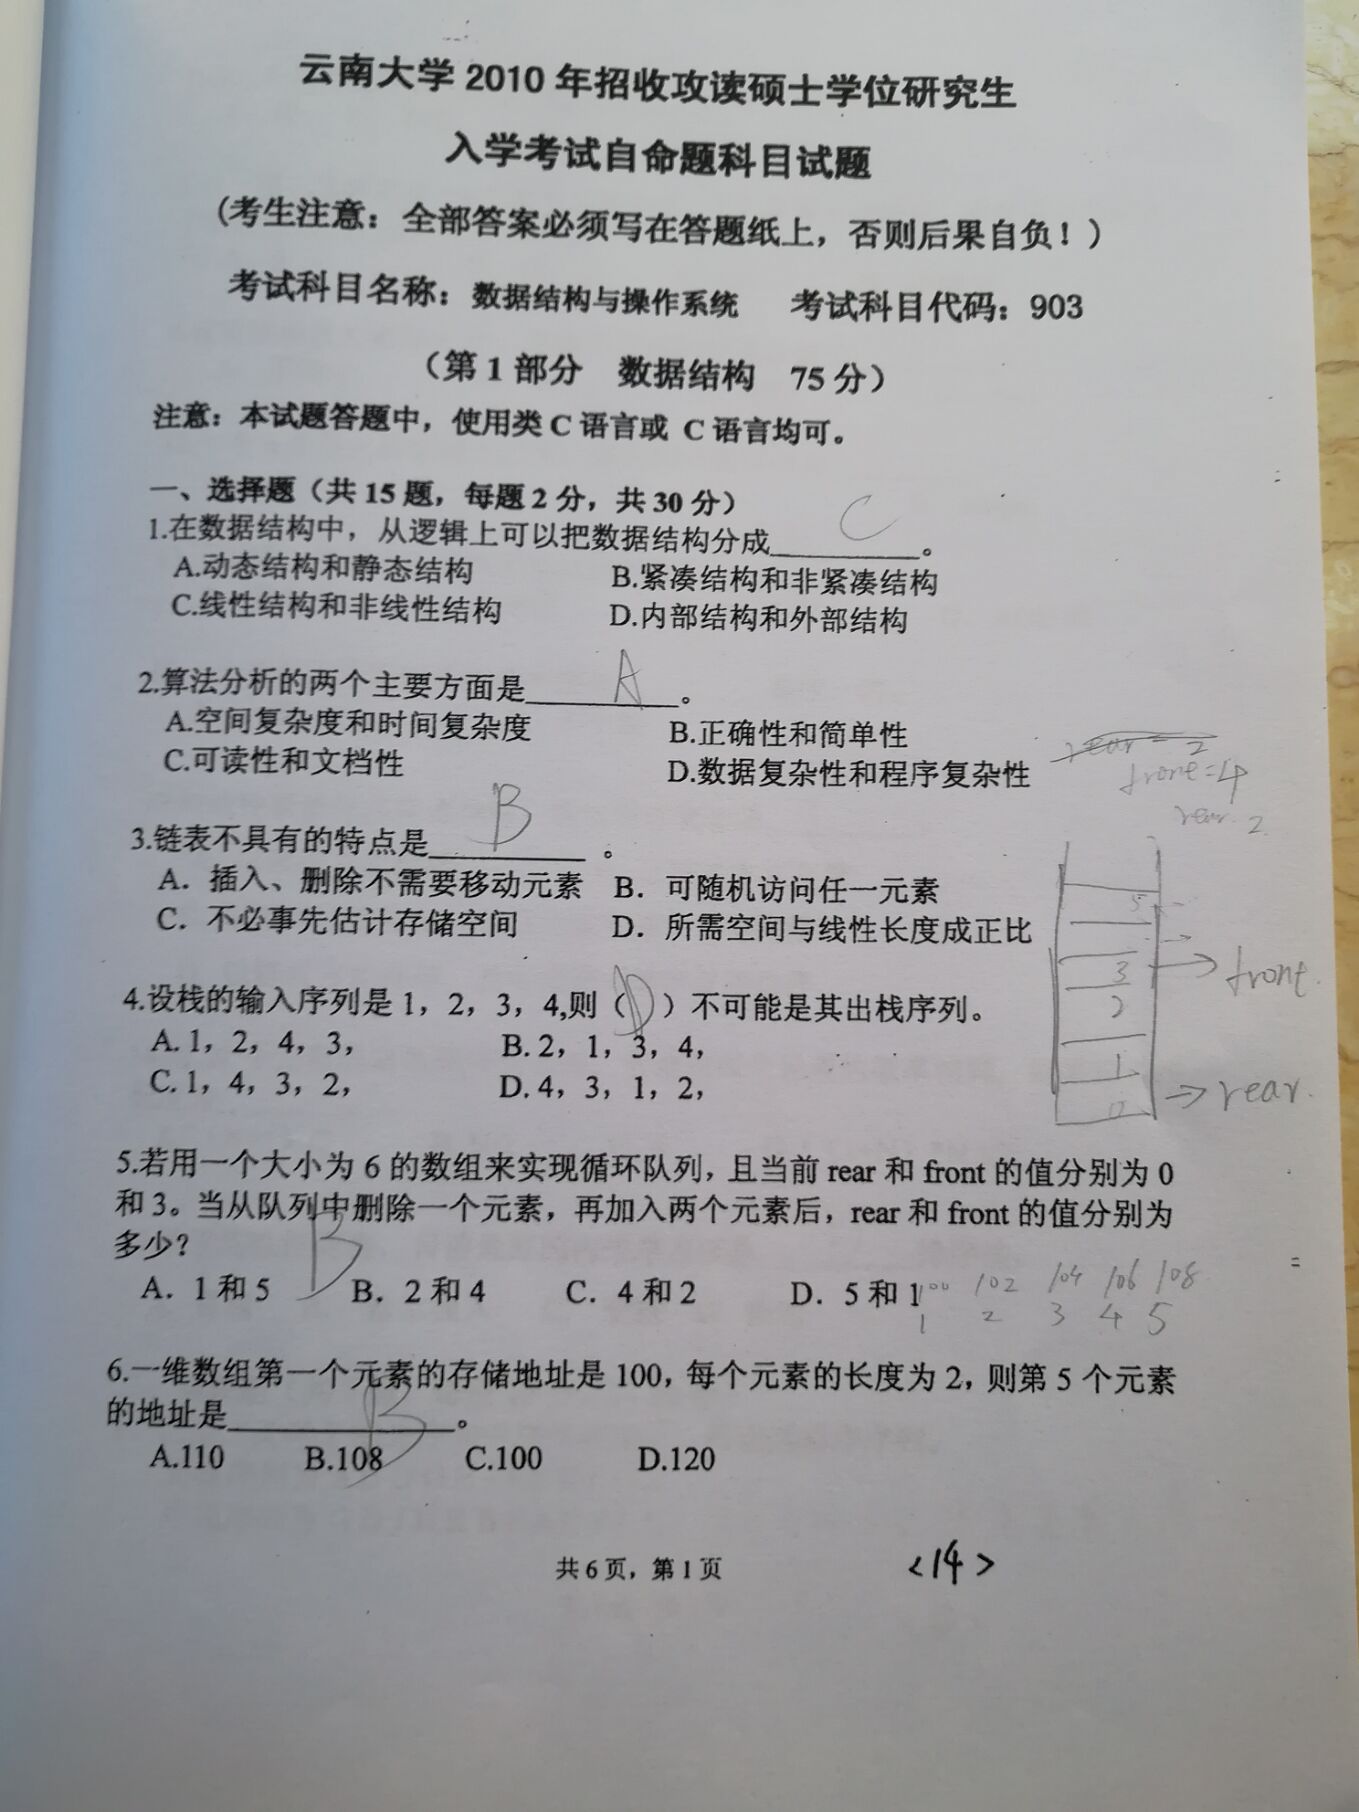 云南大学 2010 年招收攻读硕士学位研究生
入学考试自命题科目试题
(考生注意：全部答案必须写在答题纸上，否则后果自负！)
考试科目名称：数据结构与操作系统 考试科目代码：903
（第 1 部分 数据结构 75 分）
注意：本试题答题中，使用类 C 语言或 C 语言均可。
一、选择题（共 15 题，每题 2 分，共 30 分）
1.在数据结构中，从逻辑上可以把数据结构分成__________。 C
A.动态结构和静态结构 B.紧凑结构和非紧凑结构
C.线性结构和非线性结构 D.内部结构和外部结构
2.算法分析的两个主要方面是__________。 A
A.空间复杂度和时间复杂度 B.正确性和简单性
C.可读性和文档性 D.数据复杂性和程序复杂性
front=4
rear 2
3.链表不具有的特点是__________ 。 B
A．插入、删除不需要移动元素 B．可随机访问任一元素
C．不必事先估计存储空间 D．所需空间与线性长度成正比
4.设栈的输入序列是 1，2，3，4,则（D）不可能是其出栈序列。
A. 1，2，4，3， B. 2，1，3，4，
C. 1，4，3，2， D. 4，3，1，2，
5
3 front.
2
1
0 rear.
5.若用一个大小为 6 的数组来实现循环队列，且当前 rear 和 front 的值分别为 0
和 3。当从队列中删除一个元素，再加入两个元素后，rear 和 front 的值分别为
多少？ B
A．1 和 5 B．2 和 4 C．4 和 2 D．5 和 1
100 102 104 106 108
1 2 3 4 5
6.一维数组第一个元素的存储地址是 100，每个元素的长度为 2，则第 5 个元素
的地址是_______________。 B
A.110 B.108 C.100 D.120
共 6 页，第 1 页 <14>